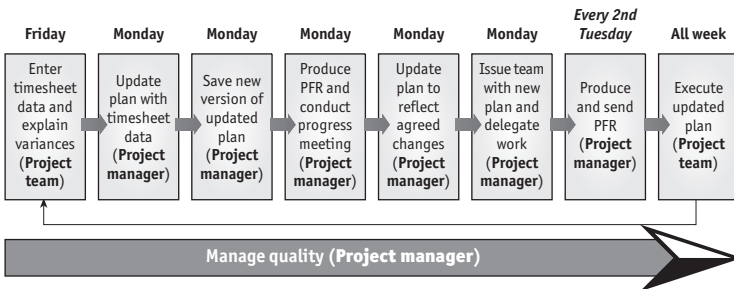 Friday
Monday
Monday
Monday
Monday
Monday
Every 2nd
Tuesday
All week
Enter
timesheet
data and
explain
variances
(Project
team)
Update
plan with
timesheet
data)
(Project
manager)
Save new
version of
updated
plan
(Project
manager)
Produce
PFR and
conduct
progress
meeting
(Project
manager)
Update
plan to
reflect
agreed
changes
(Project
manager)
Issue team
with new
plan and
delegate
work
(Project
manager)
Produce
and send
PFR
(Project
manager)
Execute
updated
plan
(Project
team)
Manage quality (Project manager)